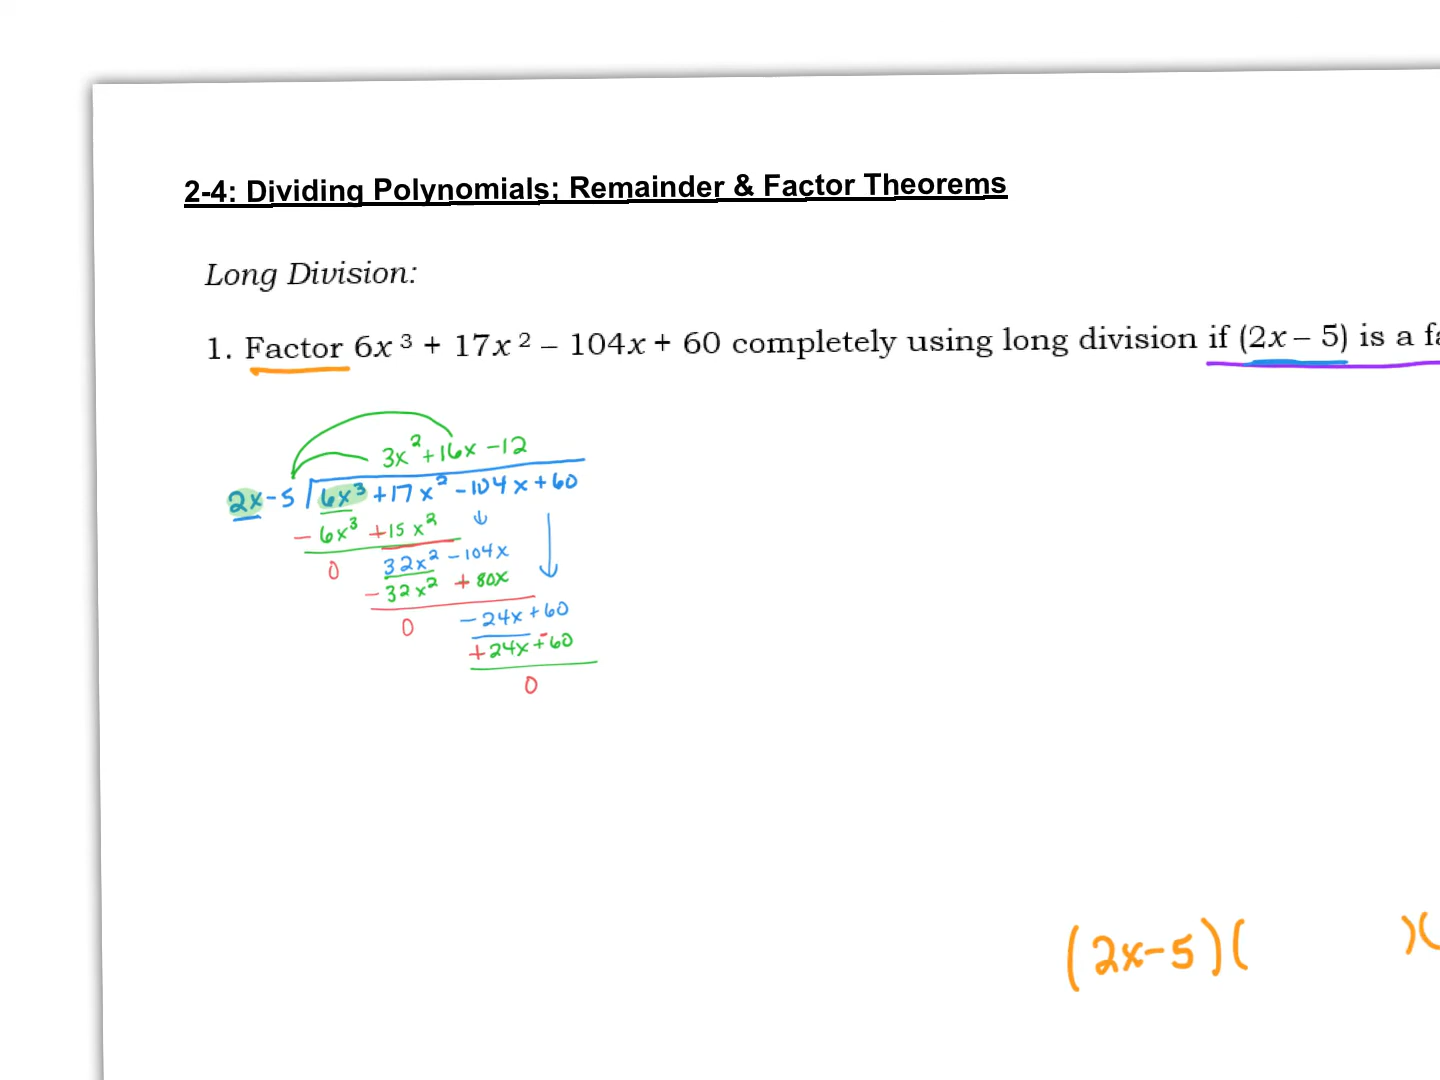 2-4: Dividing Polynomials; Remainder & Factor Theorems
Long Division:
1. Factor 6x³ + 17x² – 104x + 60 completely using long division if (2x – 5) is a fa
3x² +16x -12
2x-5 6x³ +17x² -104x +60
- 6x³ +15x²
0 32x² -104x
- 32x² + 80x
0 -24x +60
+24x +-60
0
(2x-5)( )(